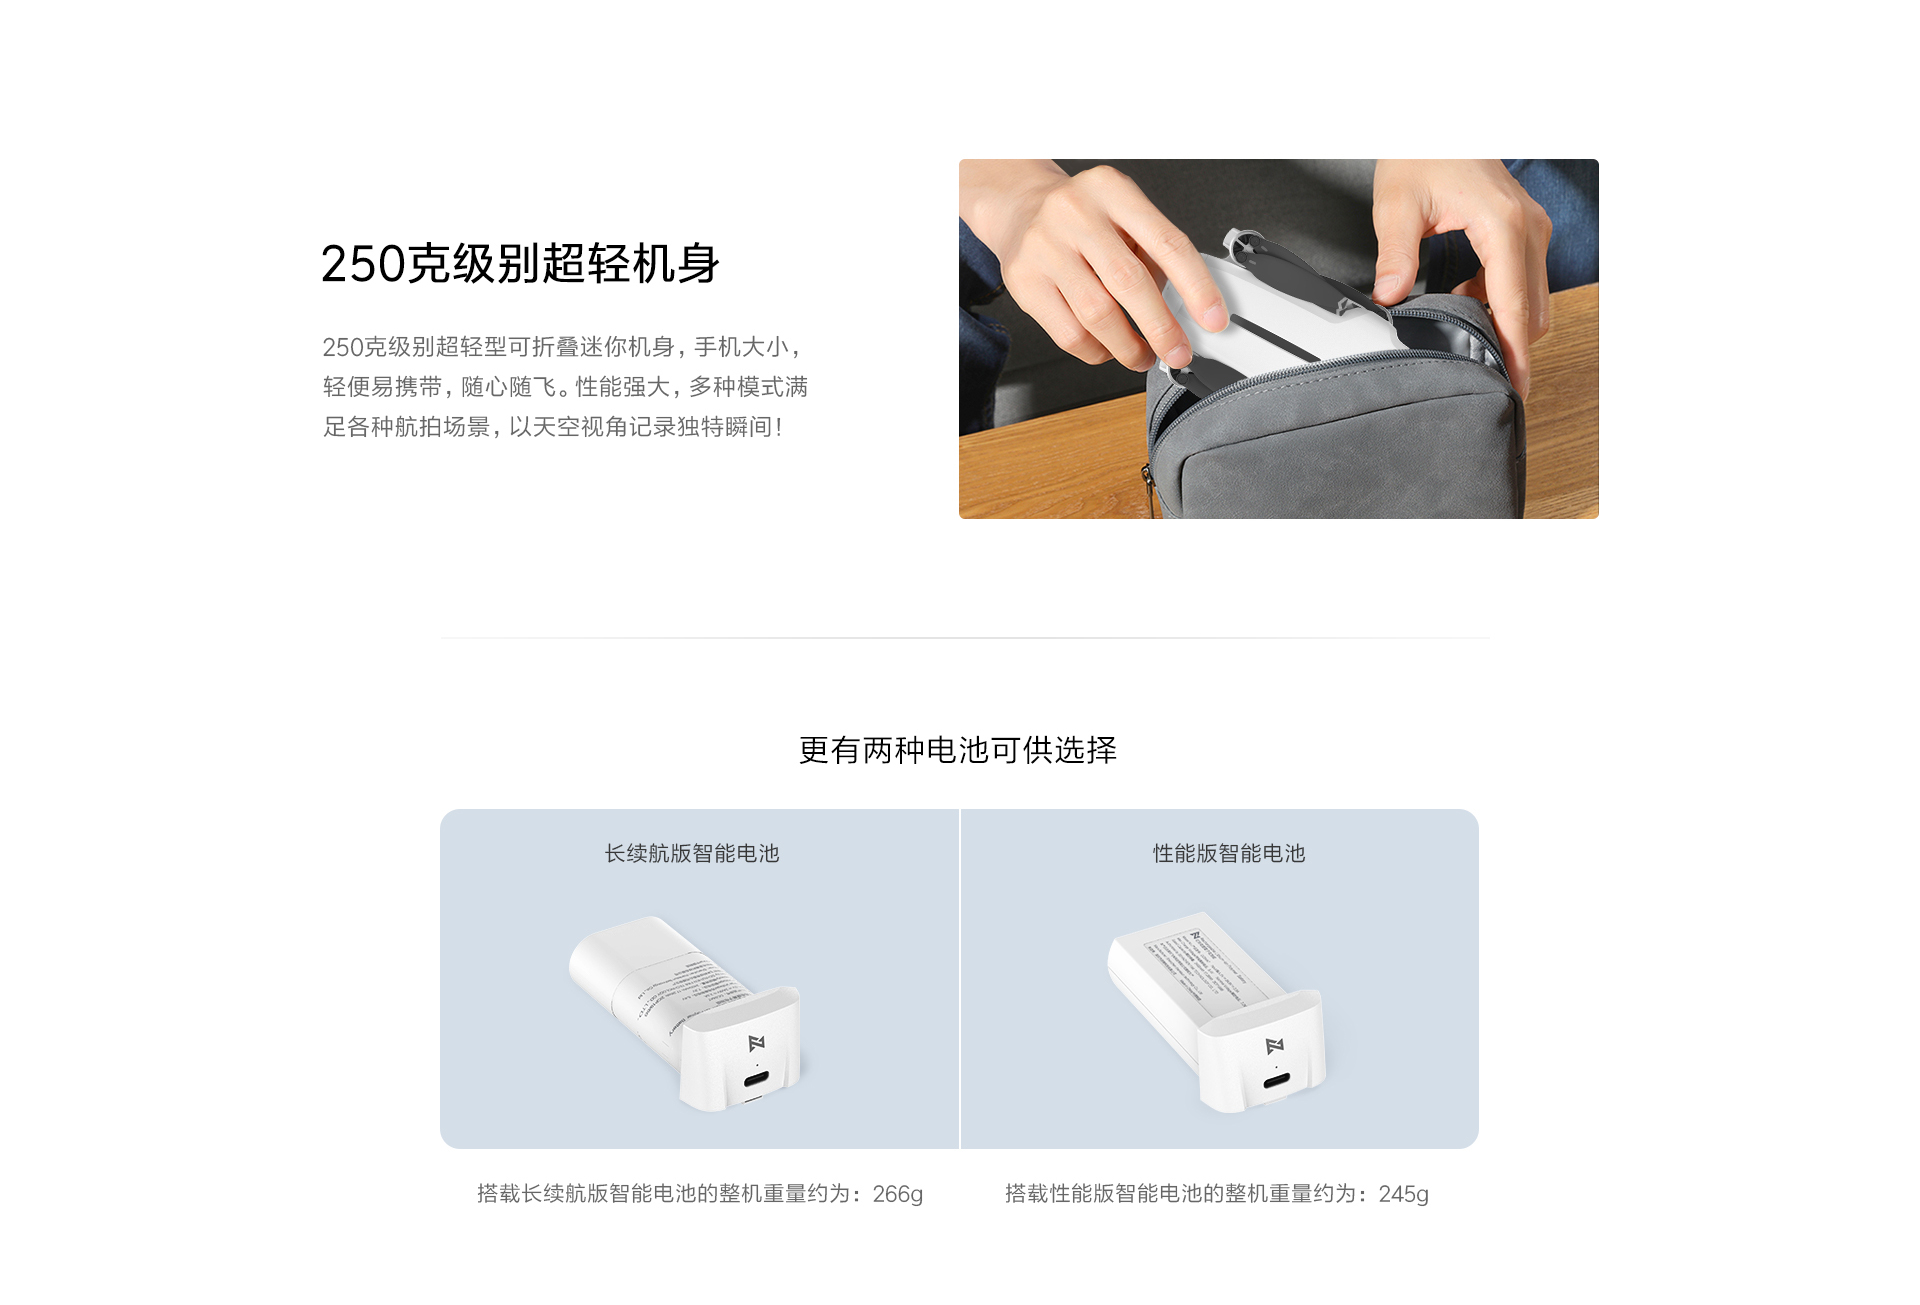 250克级别超轻机身
250克级别超轻型可折叠迷你机身，手机大小，
轻便易携带，随心随飞。性能强大，多种模式满
足各种航拍场景，以天空视角记录独特瞬间！
更有两种电池可供选择
长续航版智能电池
性能版智能电池
搭载长续航版智能电池的整机重量约为：266g
搭载性能版智能电池的整机重量约为：245g